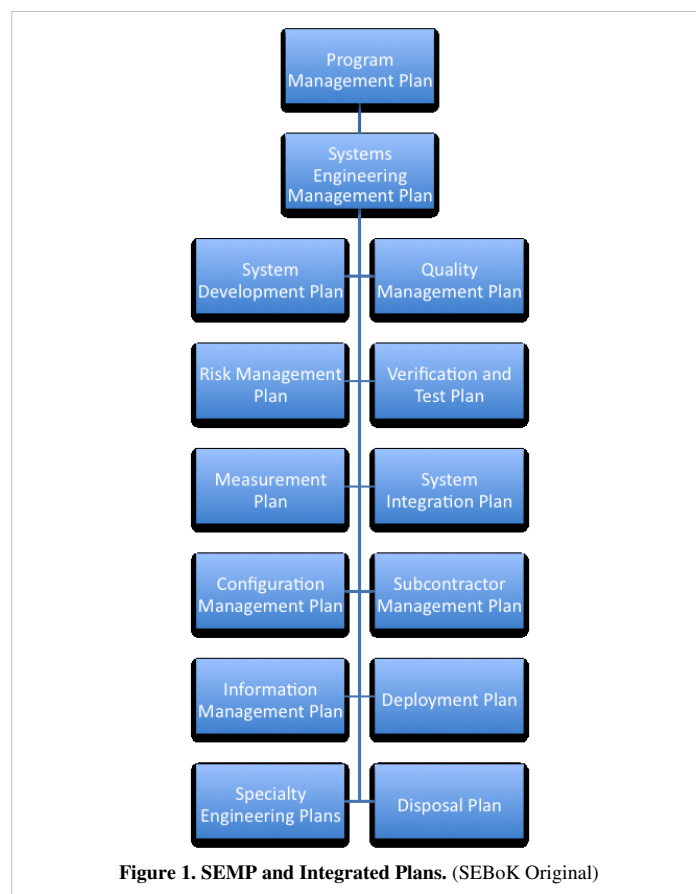 Program
Management Plan
Systems
Engineering
Management Plan
System
Development Plan
Quality
Management Plan
Risk Management
Plan
Verification and
Test Plan
Measurement
Plan
System
Integration Plan
Configuration
Management Plan
Subcontractor
Management Plan
Information
Management Plan
Deployment Plan
Specialty
Engineering Plans
Disposal Plan
Figure 1. SEMP and Integrated Plans. (SEBoK Original)